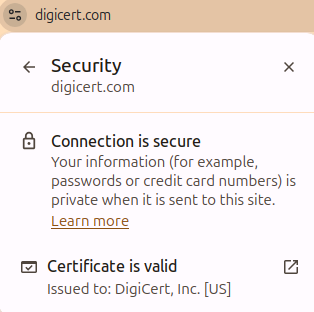 digicert.com
Security
digicert.com
Connection is secure
Your information (for example,
passwords or credit card numbers) is
private when it is sent to this site.
Learn more
Certificate is valid
Issued to: DigiCert, Inc. [US]